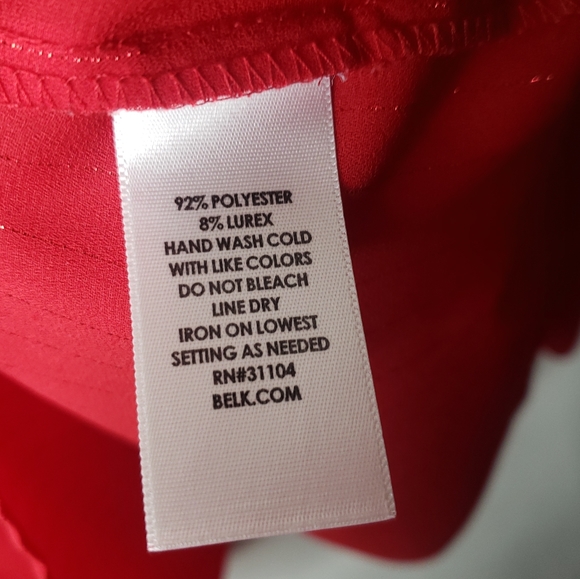 92% POLYESTER
8% LUREX
HAND WASH COLD
WITH LIKE COLORS
DO NOT BLEACH
LINE DRY
IRON ON LOWEST
SETTING AS NEEDED
RN#31104
BELK.COM